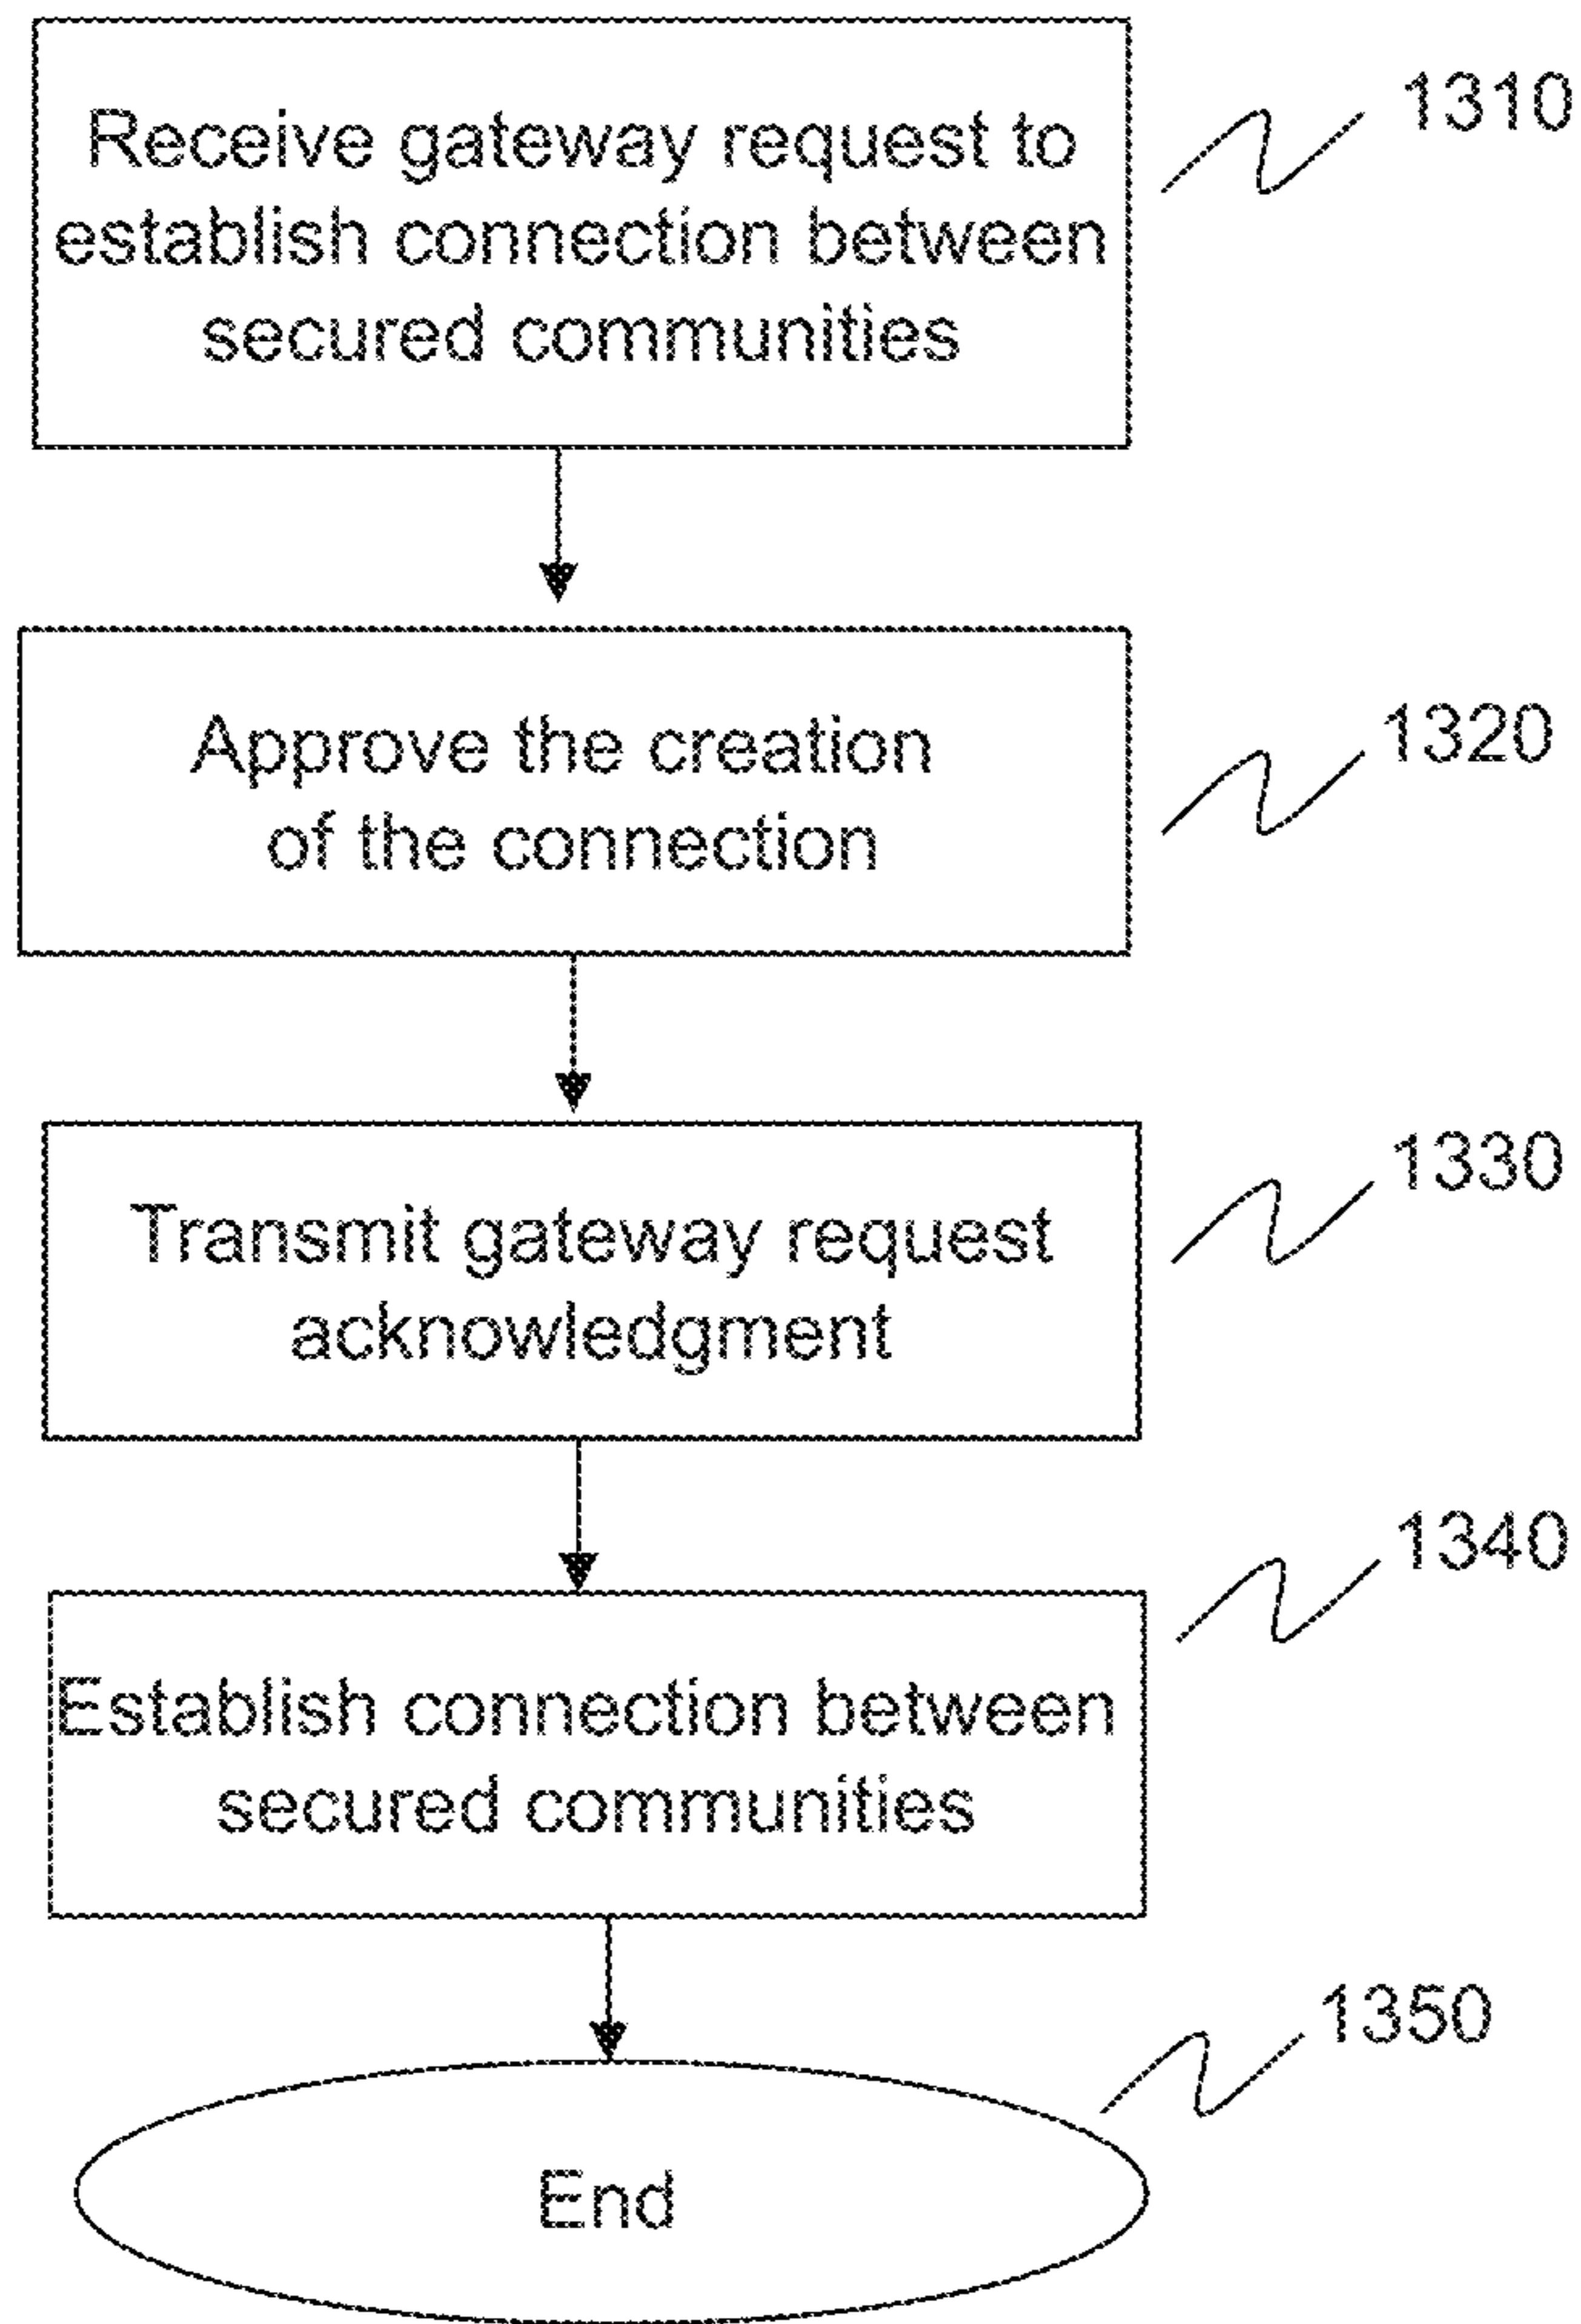 Receive gateway request to
establish connection between
secured communities
1310
Approve the creation
of the connection
1320
Transmit gateway request
acknowledgment
1330
Establish connection between
secured communities
1340
End
1350